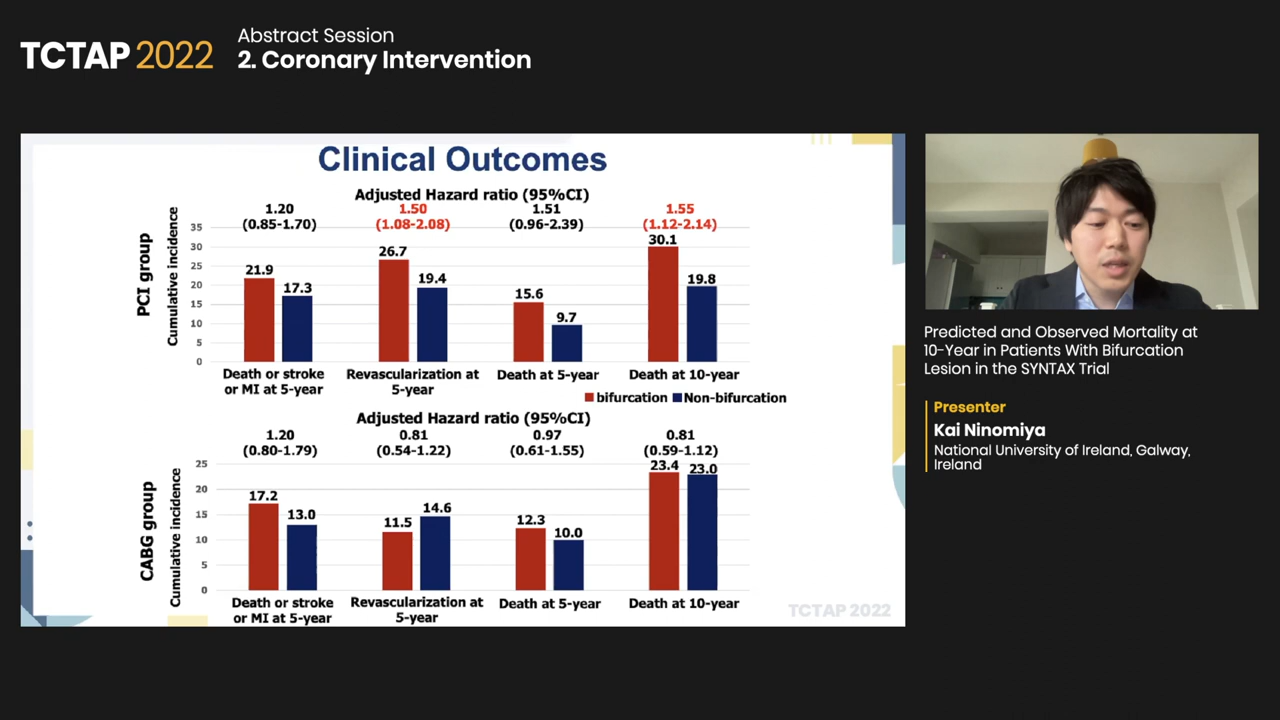 TCTAP 2022
Abstract Session
2. Coronary Intervention
Clinical Outcomes
Adjusted Hazard ratio (95%CI)
1.20 1.50 1.51 1.55
(0.85-1.70) (1.08-2.08) (0.96-2.39) (1.12-2.14)
PCI group
Cumulative incidence
35
30
25
20
15
10
5
0
21.9 17.3 26.7 19.4 15.6 9.7 30.1 19.8
Death or stroke Revascularization at Death at 5-year Death at 10-year
or MI at 5-year 5-year
bifurcation Non-bifurcation
Adjusted Hazard ratio (95%CI)
1.20 0.81 0.97 0.81
(0.80-1.79) (0.54-1.22) (0.61-1.55) (0.59-1.12)
CABG group
Cumulative incidence
25
20
15
10
5
0
17.2 13.0 11.5 14.6 12.3 10.0 23.4 23.0
Death or stroke Revascularization at Death at 5-year Death at 10-year
or MI at 5-year 5-year
TCTAP 2022
Predicted and Observed Mortality at
10-Year in Patients With Bifurcation
Lesion in the SYNTAX Trial
Presenter
Kai Ninomiya
National University of Ireland, Galway,
Ireland